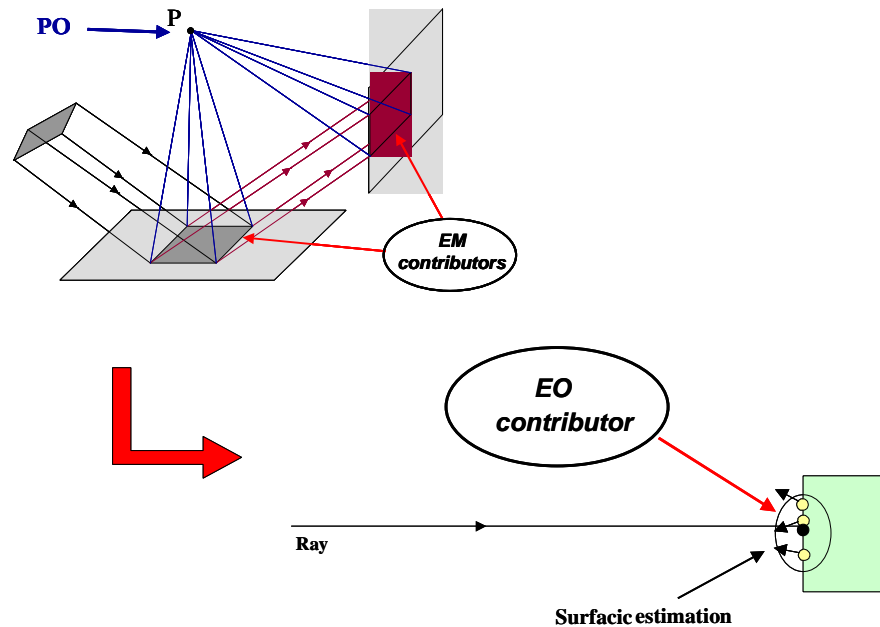 PO
P
EM
contributors
EO
contributor
Ray
Surfacic estimation